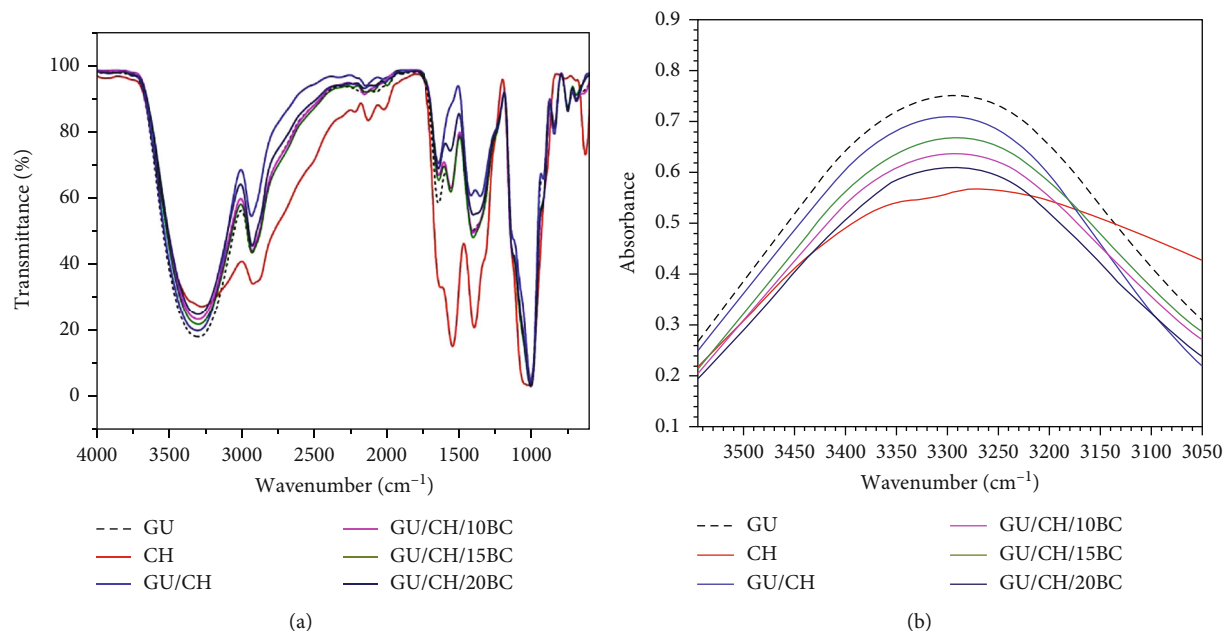 Transmittance (%)
100
80
60
40
20
0
4000 3500 3000 2500 2000 1500 1000
Wavenumber (cm⁻¹)
GU
CH
GU/CH
GU/CH/10BC
GU/CH/15BC
GU/CH/20BC
(a)
Absorbance
0.9
0.8
0.7
0.6
0.5
0.4
0.3
0.2
0.1
3500 3450 3400 3350 3300 3250 3200 3150 3100 3050
Wavenumber (cm⁻¹)
GU
CH
GU/CH
GU/CH/10BC
GU/CH/15BC
GU/CH/20BC
(b)